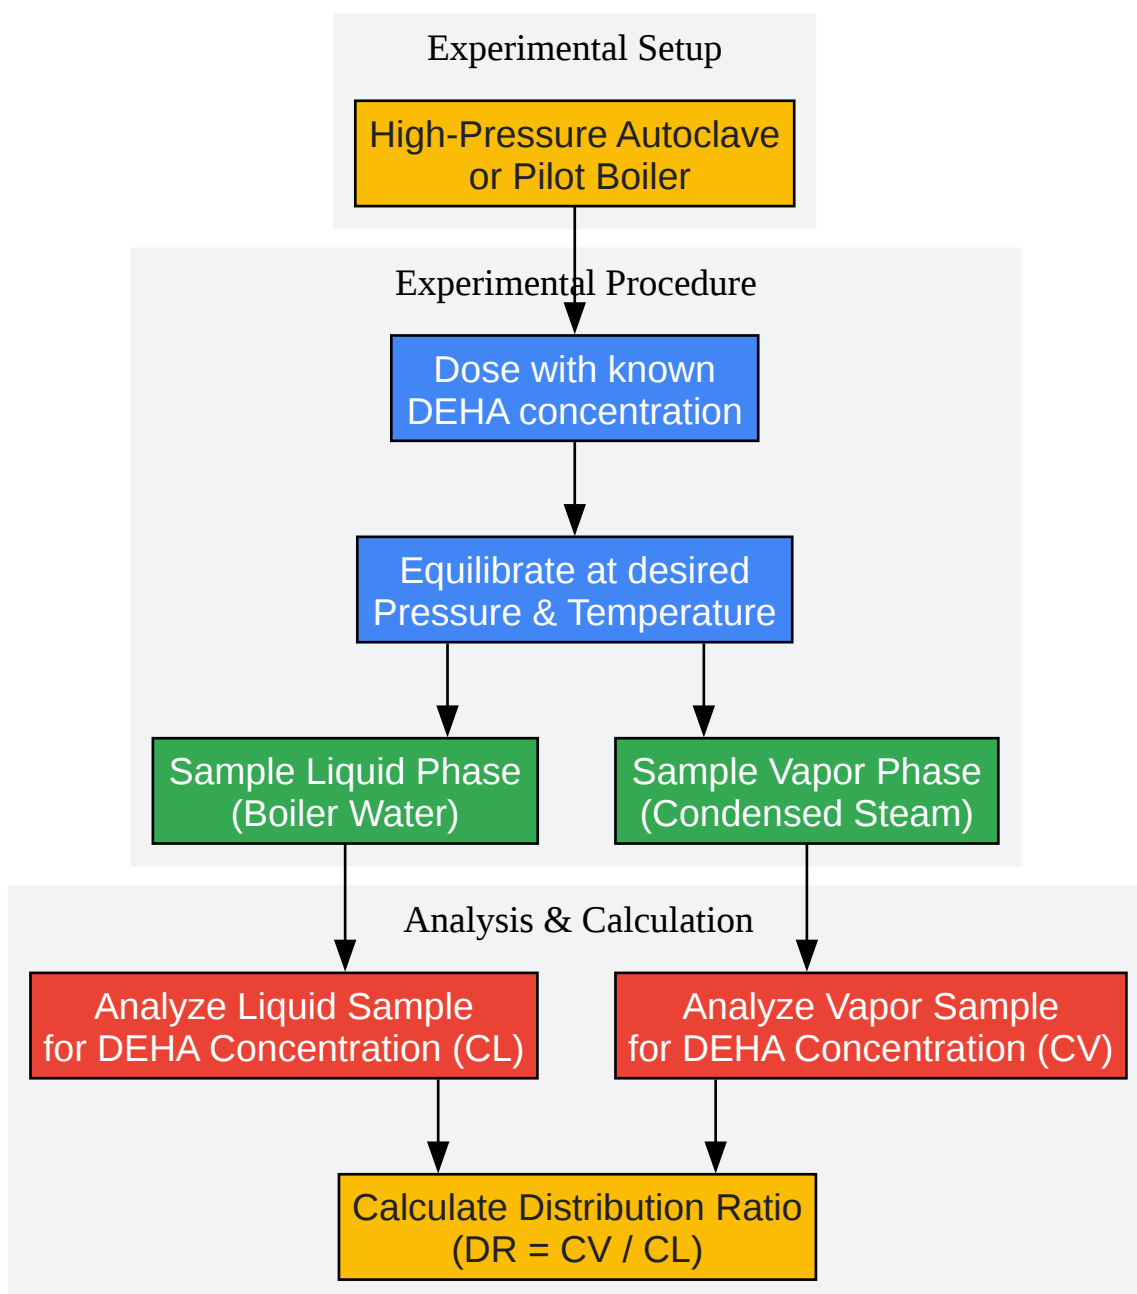 Experimental Setup
High-Pressure Autoclave
or Pilot Boiler
Experimental Procedure
Dose with known
DEHA concentration
Equilibrate at desired
Pressure & Temperature
Sample Liquid Phase
(Boiler Water)
Sample Vapor Phase
(Condensed Steam)
Analysis & Calculation
Analyze Liquid Sample
for DEHA Concentration (CL)
Analyze Vapor Sample
for DEHA Concentration (CV)
Calculate Distribution Ratio
(DR = CV / CL)